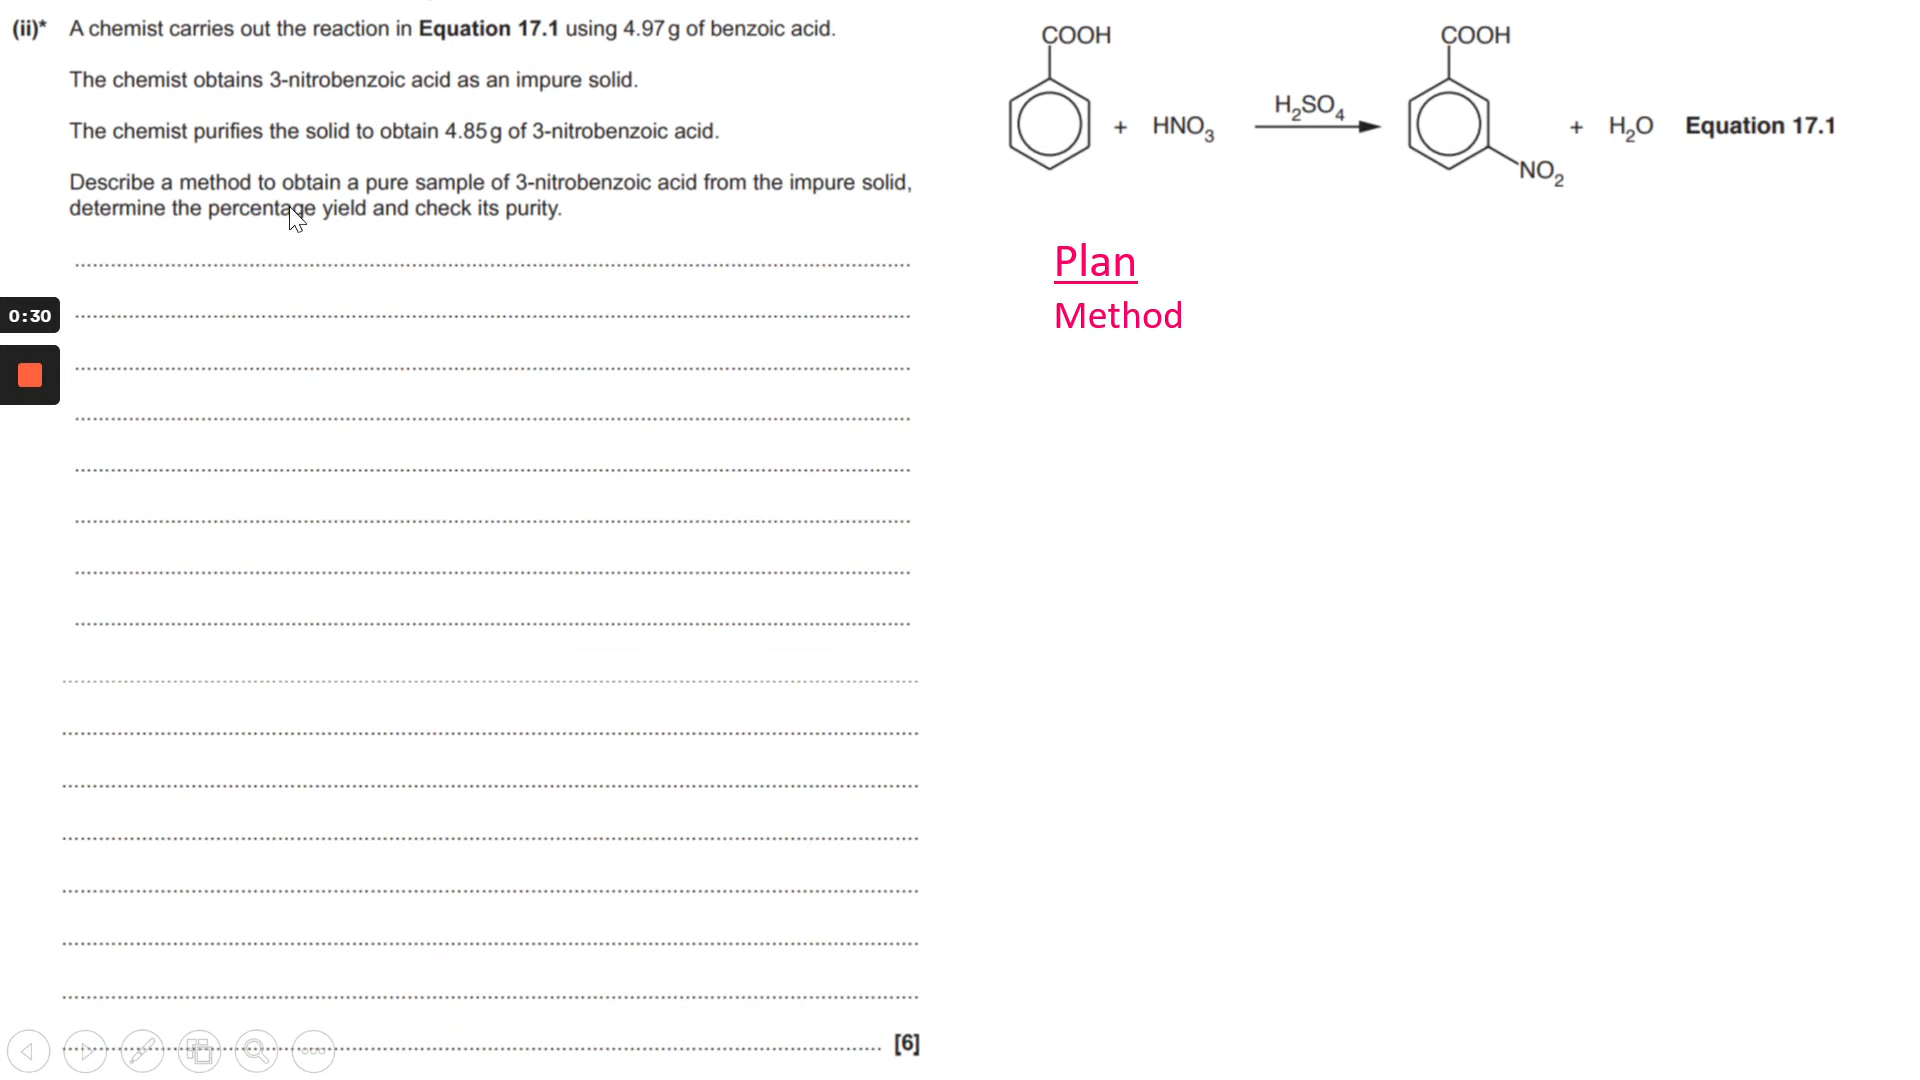 (ii)* A chemist carries out the reaction in Equation 17.1 using 4.97 g of benzoic acid.
The chemist obtains 3-nitrobenzoic acid as an impure solid.
The chemist purifies the solid to obtain 4.85 g of 3-nitrobenzoic acid.
Describe a method to obtain a pure sample of 3-nitrobenzoic acid from the impure solid,
determine the percentage yield and check its purity.
[6]
0:30
COOH
+ HNO3
H2SO4
COOH
NO2
+ H2O Equation 17.1
Plan
Method